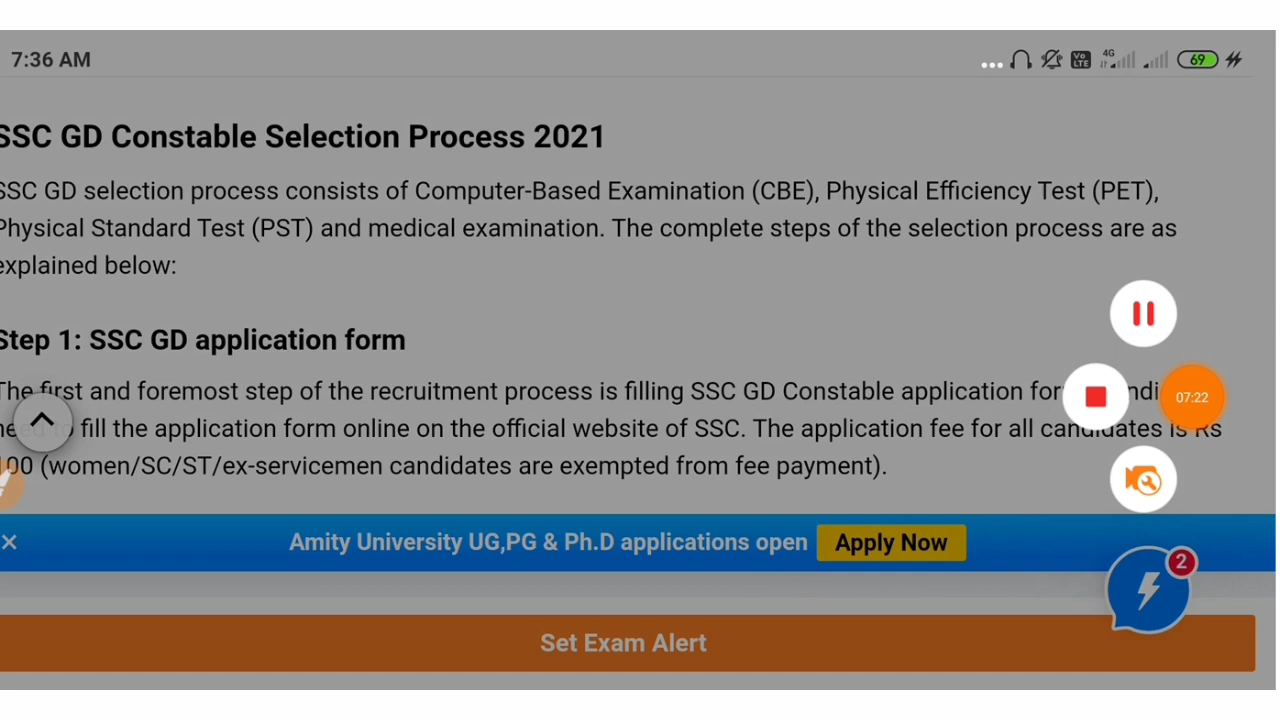 7:36 AM
4G
Vo LTE
69
SSC GD Constable Selection Process 2021
SSC GD selection process consists of Computer-Based Examination (CBE), Physical Efficiency Test (PET),
Physical Standard Test (PST) and medical examination. The complete steps of the selection process are as
explained below:
Step 1: SSC GD application form
The first and foremost step of the recruitment process is filling SSC GD Constable application
07:22
fill the application form online on the official website of SSC. The application fee for all candidates is Rs
100 (women/SC/ST/ex-servicemen candidates are exempted from fee payment).
Amity University UG,PG & Ph.D applications open Apply Now
2
Set Exam Alert